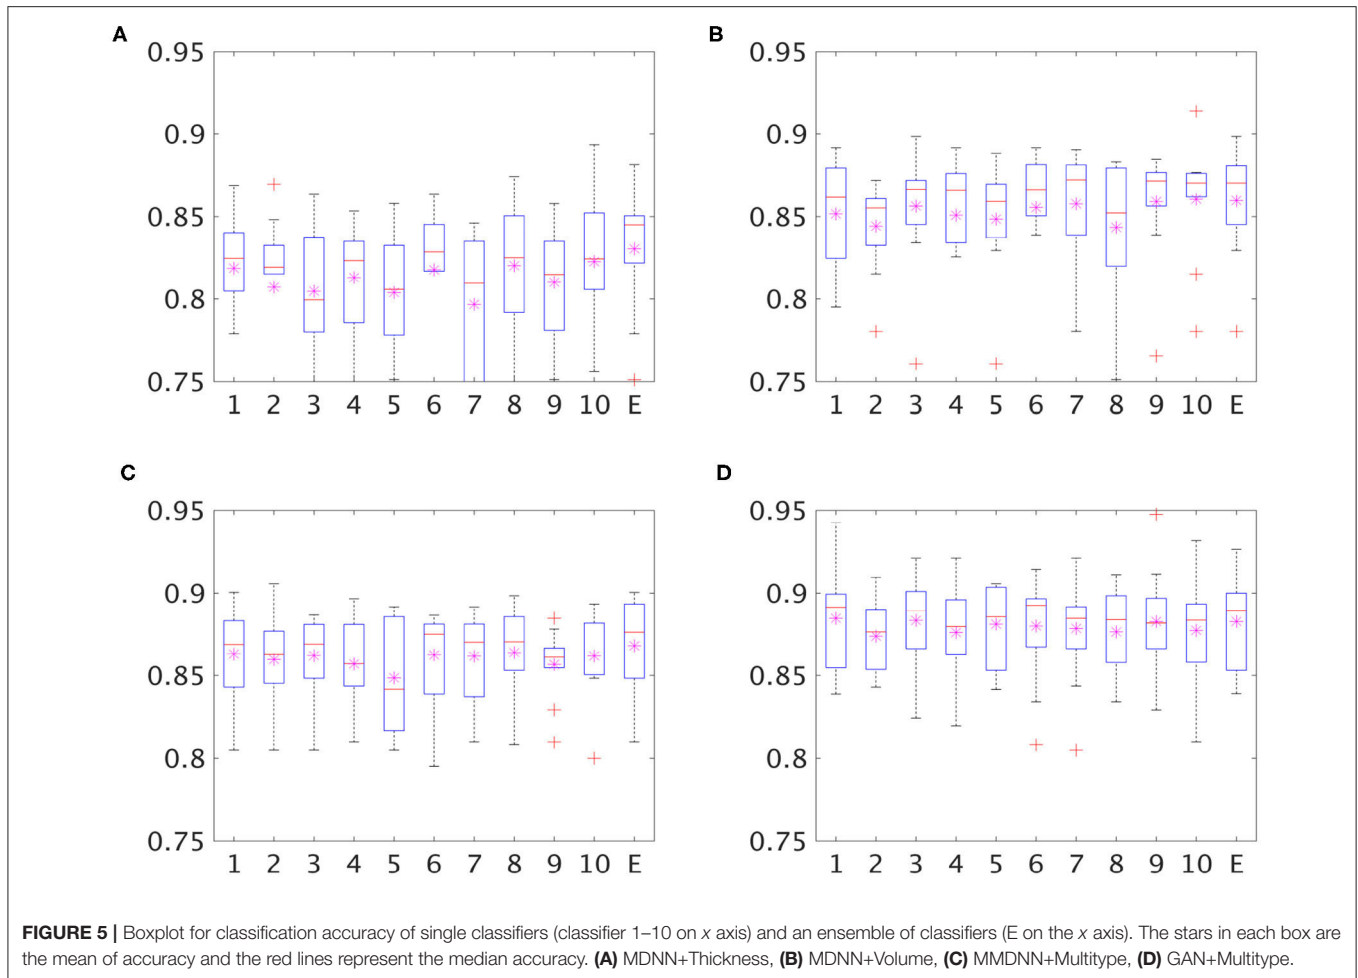 A
B
0.95
0.9
0.85
0.8
0.75
1 2 3 4 5 6 7 8 9 10 E
0.95
0.9
0.85
0.8
0.75
1 2 3 4 5 6 7 8 9 10 E
C
D
0.95
0.9
0.85
0.8
0.75
1 2 3 4 5 6 7 8 9 10 E
0.95
0.9
0.85
0.8
0.75
1 2 3 4 5 6 7 8 9 10 E
FIGURE 5 | Boxplot for classification accuracy of single classifiers (classifier 1–10 on x axis) and an ensemble of classifiers (E on the x axis). The stars in each box are
the mean of accuracy and the red lines represent the median accuracy. (A) MDNN+Thickness, (B) MDNN+Volume, (C) MMDNN+Multitype, (D) GAN+Multitype.